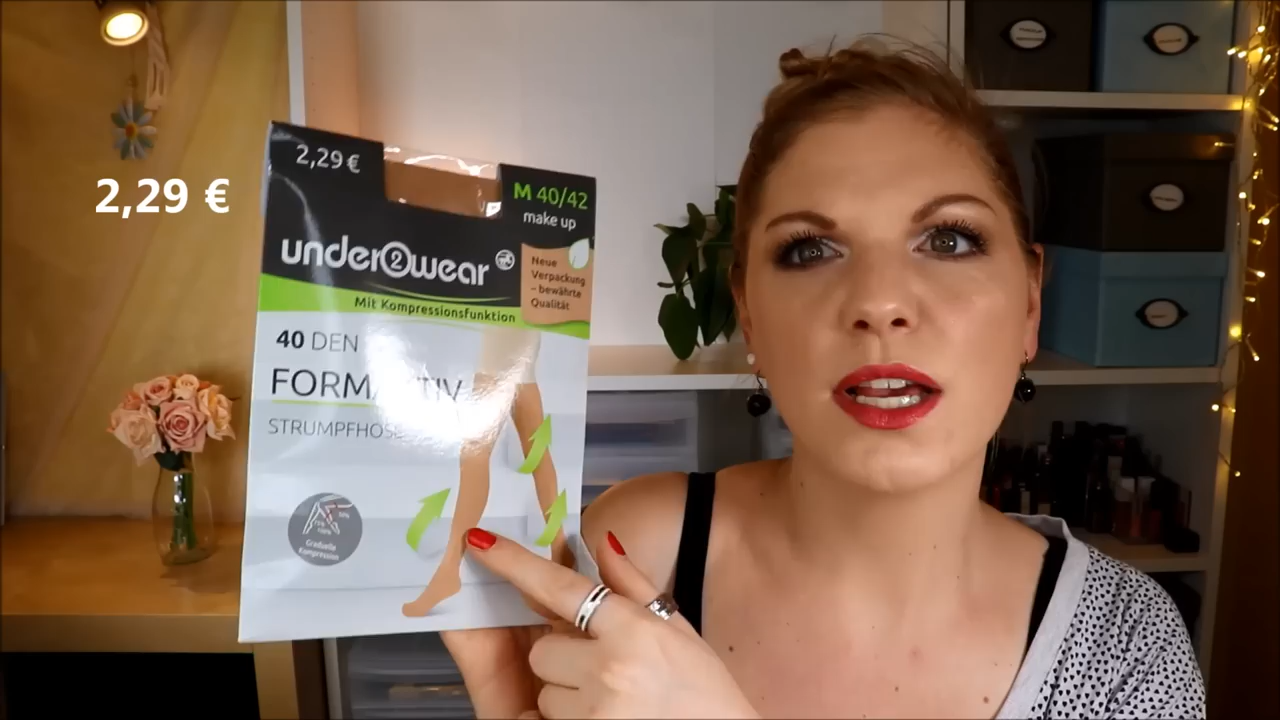 2,29 €
2,29 €
M 40/42
make up
under2wear
Neue
Verpackung
– bewährte
Qualität
Mit Kompressionsfunktion
40 DEN
STRUMPFHOSE
Graduelle
Kompression